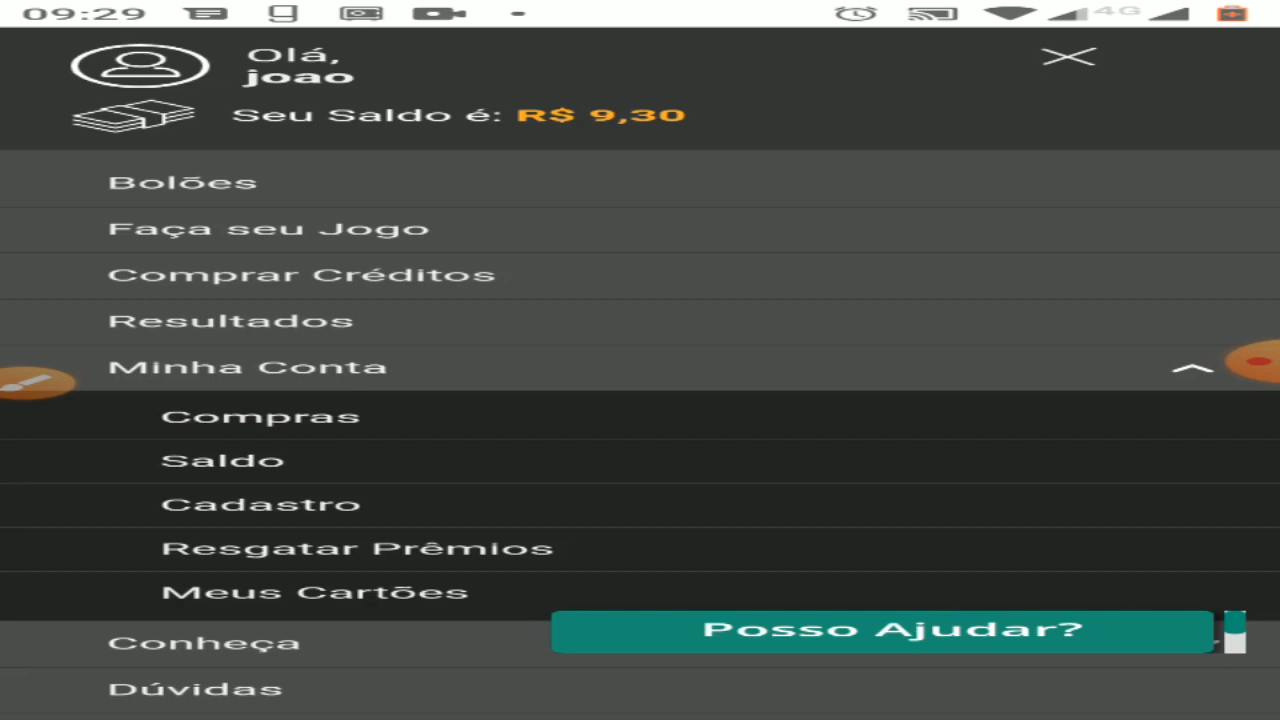 09:29
4G
Olá,
joao
Seu Saldo é: R$ 9,30
Bolões
Faça seu Jogo
Comprar Créditos
Resultados
Minha Conta
Compras
Saldo
Cadastro
Resgatar Prêmios
Meus Cartões
Posso Ajudar?
Conheça
Dúvidas